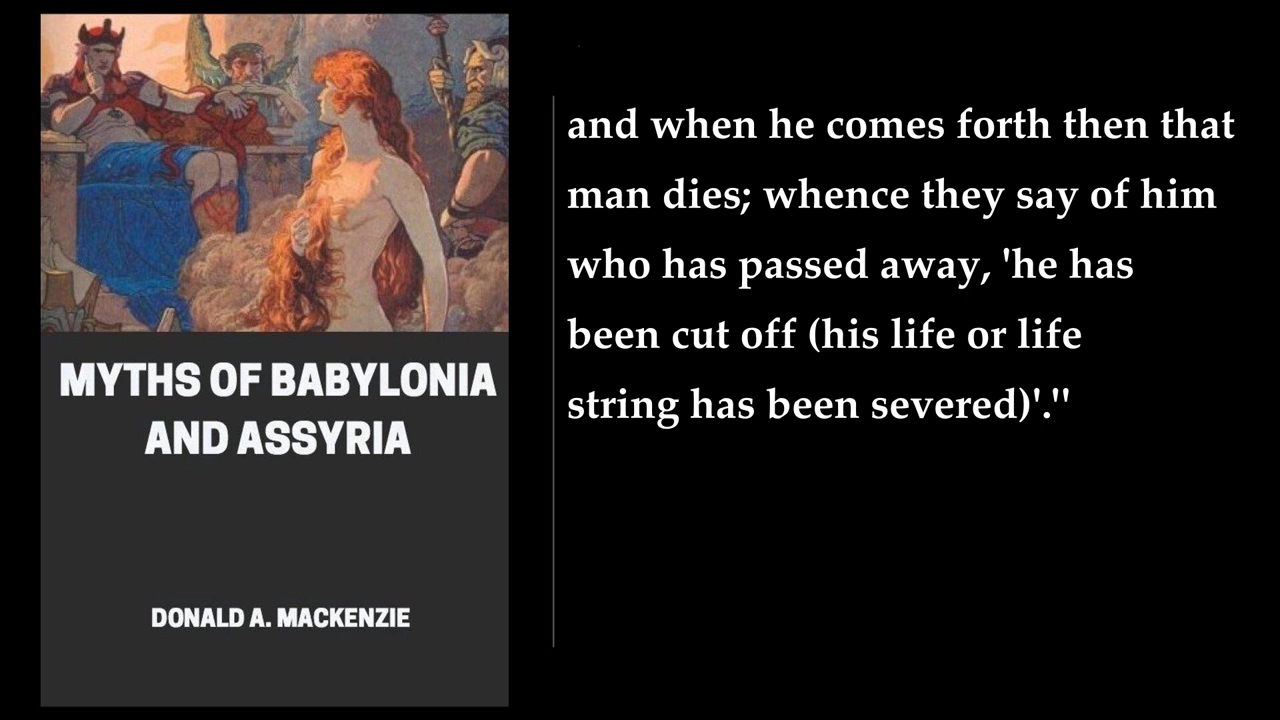 MYTHS OF BABYLONIA
AND ASSYRIA
DONALD A. MACKENZIE
and when he comes forth then that
man dies; whence they say of him
who has passed away, 'he has
been cut off (his life or life
string has been severed)'."